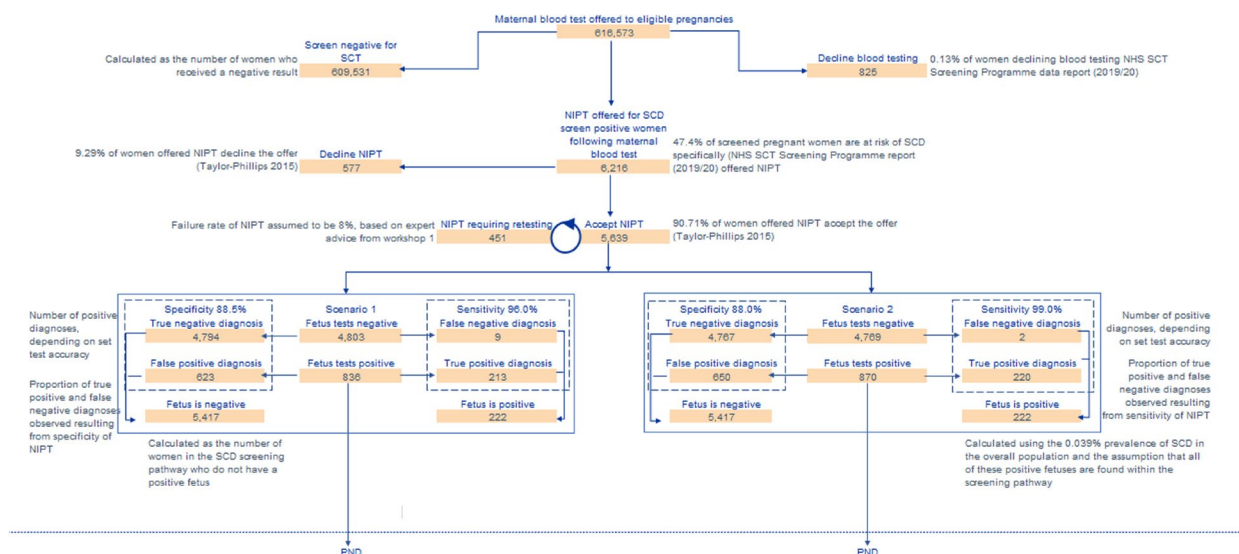 Maternal blood test offered to eligible pregnancies
616,573
Screen negative for
SCT
609,531
Calculated as the number of women who
received a negative result
Decline blood testing
825
0.13% of women declining blood testing NHS SCT
Screening Programme data report (2019/20)
NIPT offered for SCD
screen positive women
following maternal
blood test
6,216
47.4% of screened pregnant women are at risk of SCD
specifically (NHS SCT Screening Programme report
(2019/20) offered NIPT
9.29% of women offered NIPT decline the offer
(Taylor-Phillips 2015)
Decline NIPT
577
Failure rate of NIPT assumed to be 8%, based on expert
advice from workshop 1
NIPT requiring retesting
451
Accept NIPT
5,639
90.71% of women offered NIPT accept the offer
(Taylor-Phillips 2015)
Number of positive
diagnoses,
depending on set
test accuracy
Proportion of true
positive and false
negative diagnoses
observed resulting
from specificity of
NIPT
Specificity 88.5%
Scenario 1
Sensitivity 96.0%
True negative diagnosis
Fetus tests negative
False negative diagnosis
4,794
4,803
9
False positive diagnosis
Fetus tests positive
True positive diagnosis
623
836
213
Fetus is negative
Fetus is positive
5,417
222
Calculated as the number of
women in the SCD screening
pathway who do not have a
positive fetus
Specificity 88.0%
Scenario 2
Sensitivity 99.0%
True negative diagnosis
Fetus tests negative
False negative diagnosis
4,767
4,769
2
False positive diagnosis
Fetus tests positive
True positive diagnosis
650
870
220
Fetus is negative
Fetus is positive
5,417
222
Number of positive
diagnoses, depending
on set test accuracy
Proportion of true
positive and false
negative diagnoses
observed resulting
from sensitivity of NIPT
Calculated using the 0.039% prevalence of SCD in
the overall population and the assumption that all
of these positive fetuses are found within the
screening pathway
PND
PND